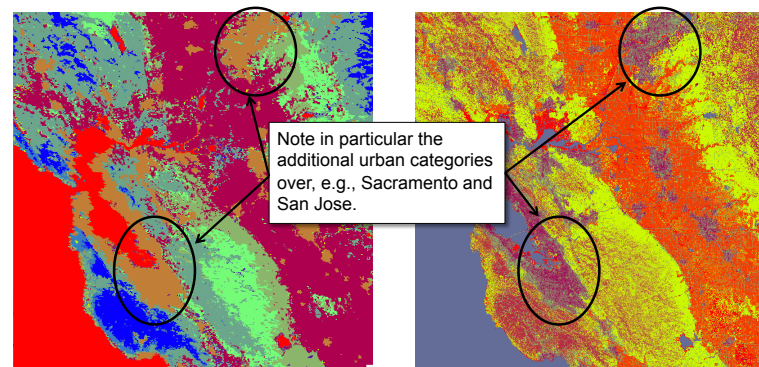 Note in particular the
additional urban categories
over, e.g., Sacramento and
San Jose.